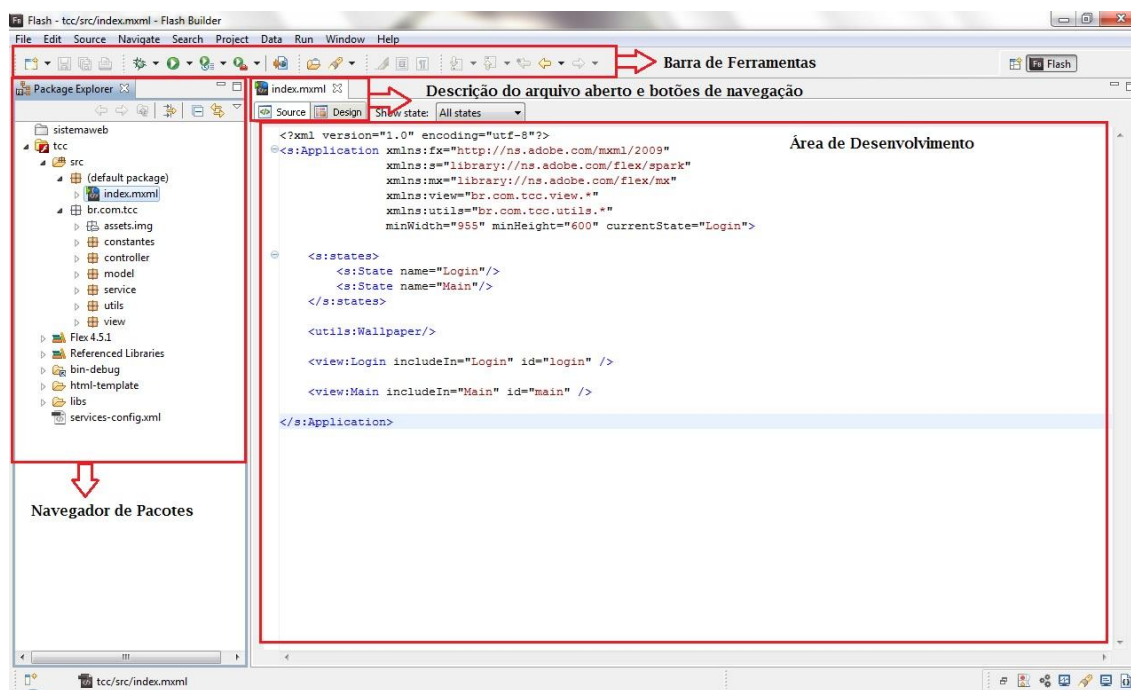 Flash - tcc/src/index.mxml - Flash Builder
File Edit Source Navigate Search Project Data Run Window Help
Barra de Ferramentas
Flash
Package Explorer
index.mxml
Descrição do arquivo aberto e botões de navegação
Source Design Show state: All states
sistemaweb
tcc
src
(default package)
index.mxml
br.com.tcc
assets.img
constantes
controller
model
service
utils
view
Flex 4.5.1
Referenced Libraries
bin-debug
html-template
libs
services-config.xml
Navegador de Pacotes
Área de Desenvolvimento
<?xml version="1.0" encoding="utf-8"?>
<s:Application xmlns:fx="http://ns.adobe.com/mxml/2009"
xmlns:s="library://ns.adobe.com/flex/spark"
xmlns:mx="library://ns.adobe.com/flex/mx"
xmlns:view="br.com.tcc.view.*"
xmlns:utils="br.com.tcc.utils.*"
minWidth="955" minHeight="600" currentState="Login">
<s:states>
<s:State name="Login"/>
<s:State name="Main"/>
</s:states>
<utils:Wallpaper/>
<view:Login includeIn="Login" id="login" />
<view:Main includeIn="Main" id="main" />
</s:Application>
tcc/src/index.mxml